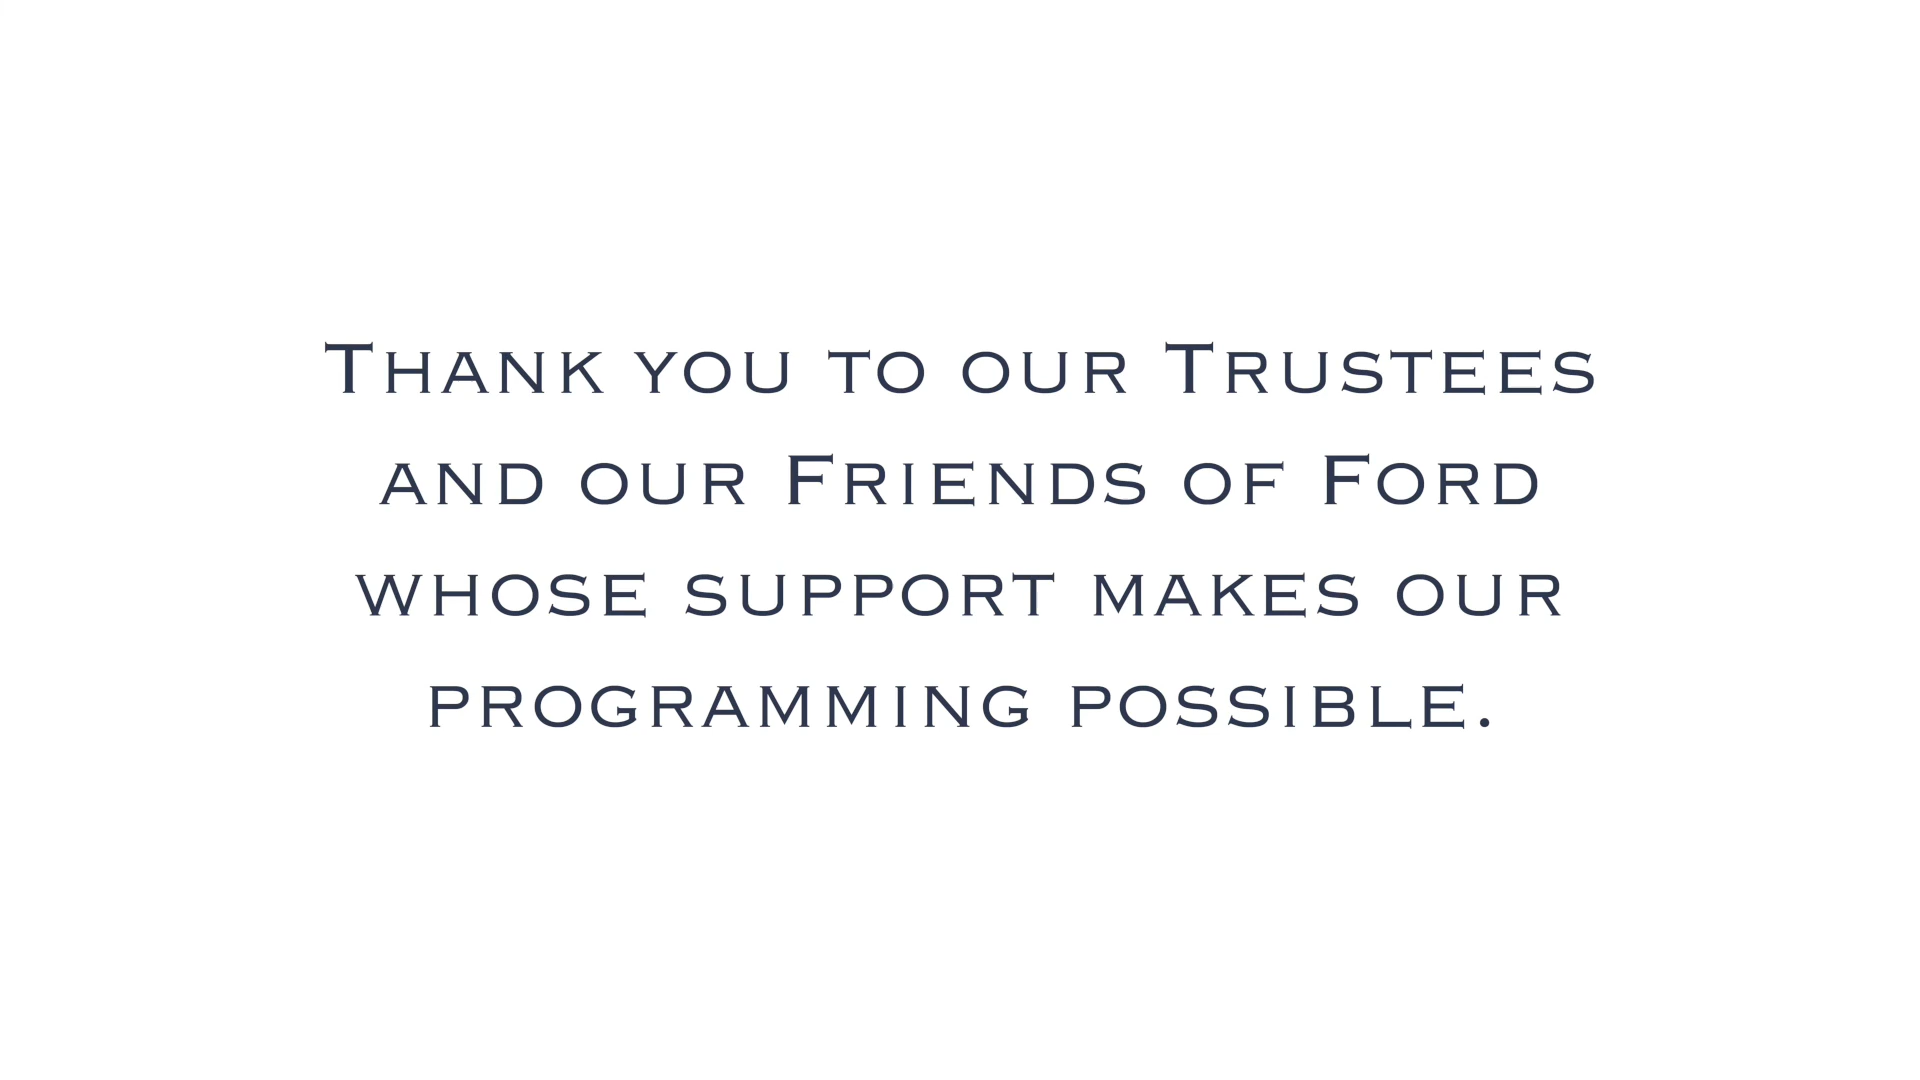 Thank you to our Trustees
and our Friends of Ford
whose support makes our
programming possible.